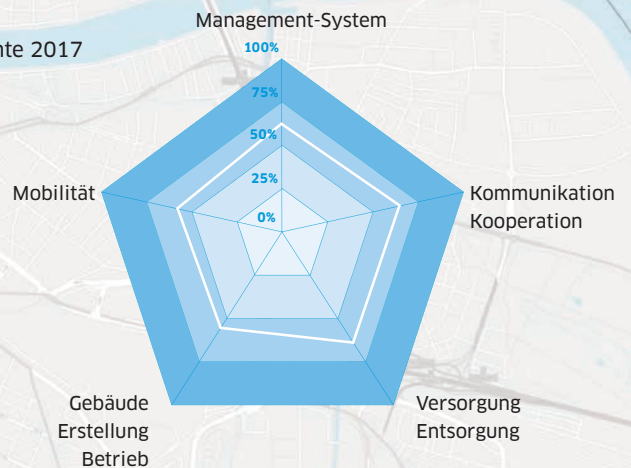 Management-System
nte 2017
100%
75%
50%
25%
0%
Mobilität
Kommunikation
Kooperation
Gebäude
Erstellung
Betrieb
Versorgung
Entsorgung